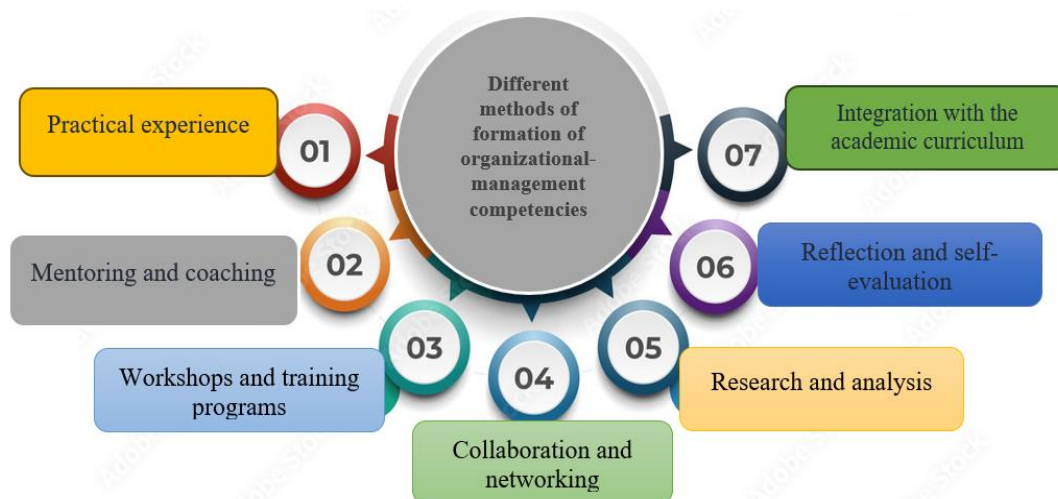 Different
methods of
formation of
organizational-
management
competencies
01
Practical experience
02
Mentoring and coaching
03
Workshops and training
programs
04
Collaboration and
networking
05
Research and analysis
06
Reflection and self-
evaluation
07
Integration with the
academic curriculum